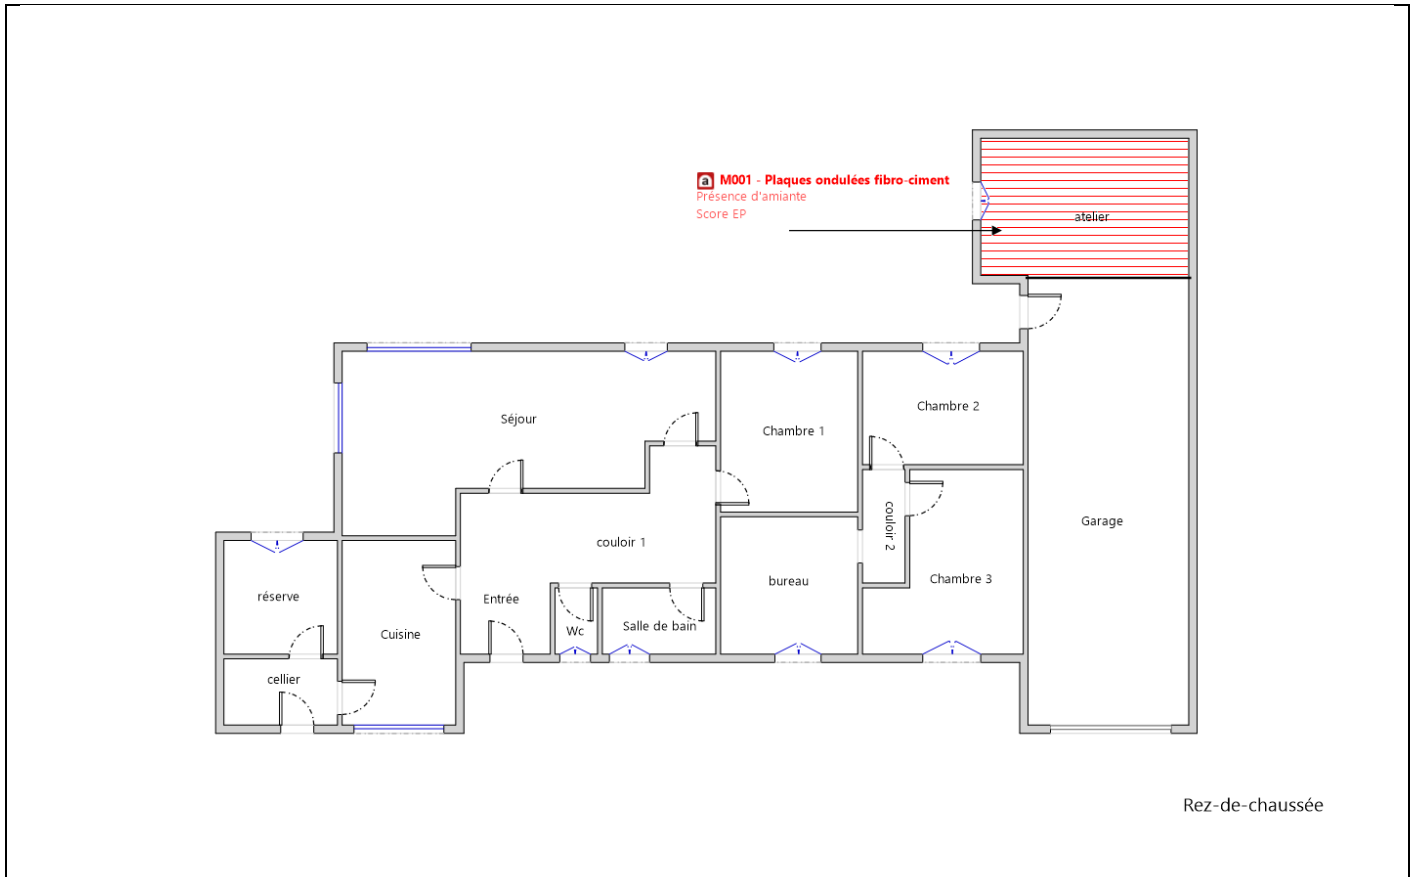 a M001 - Plaques ondulées fibro-ciment
Présence d'amiante
Score EP
atelier
Séjour
Chambre 1
Chambre 2
couloir 2
Garage
couloir 1
bureau
Chambre 3
réserve
Entrée
Cuisine
Wc
Salle de bain
cellier
Rez-de-chaussée